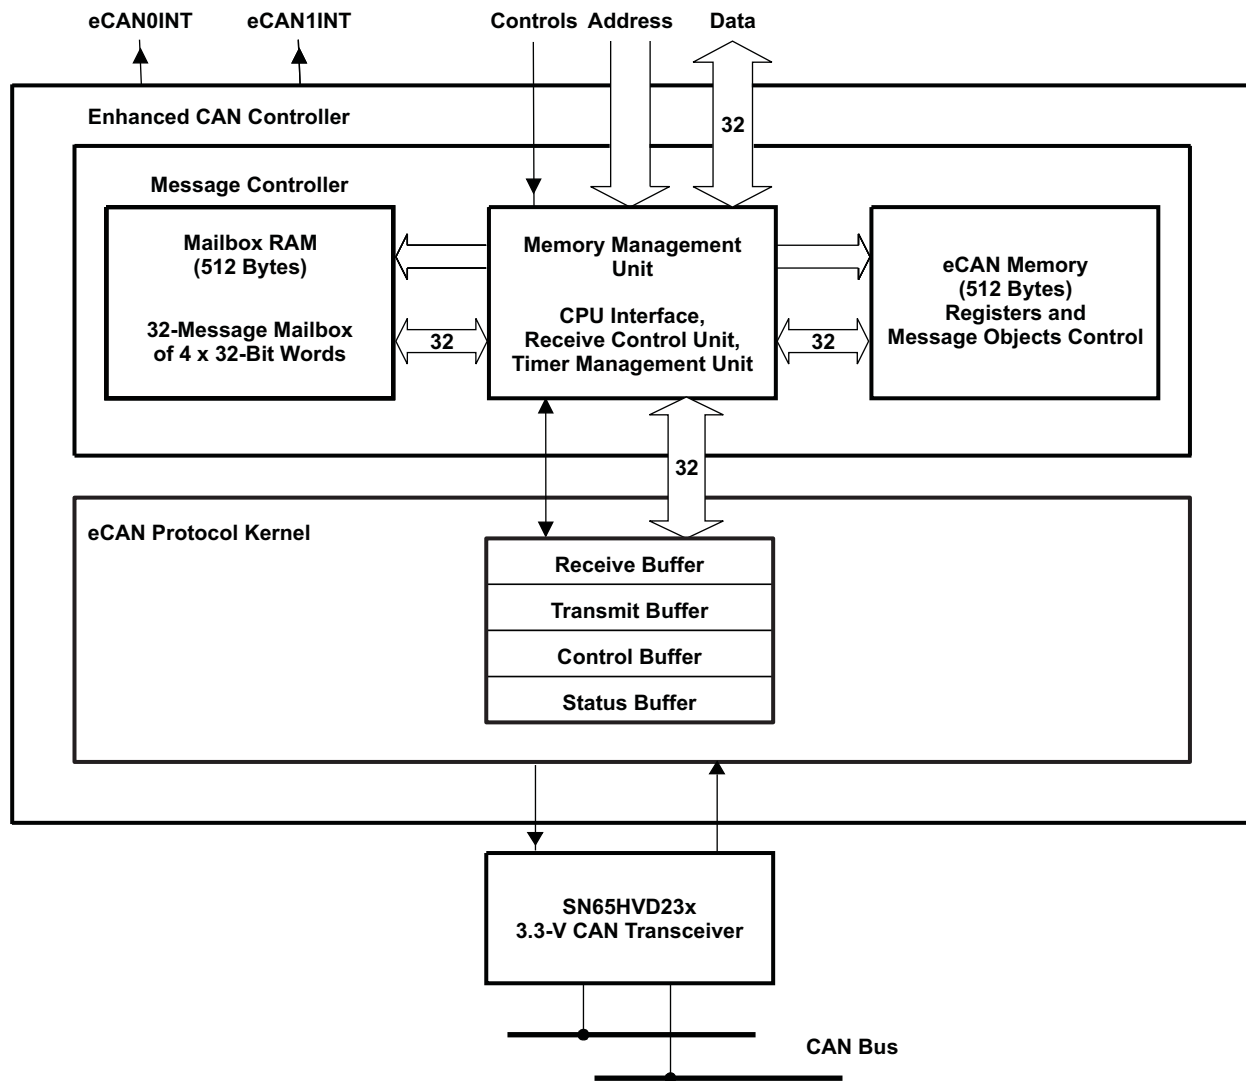 eCAN0INT
eCAN1INT
Controls
Address
Data
32
Enhanced CAN Controller
Message Controller
Mailbox RAM
(512 Bytes)
32-Message Mailbox
of 4 x 32-Bit Words
32
Memory Management
Unit
CPU Interface,
Receive Control Unit,
Timer Management Unit
32
eCAN Memory
(512 Bytes)
Registers and
Message Objects Control
32
eCAN Protocol Kernel
Receive Buffer
Transmit Buffer
Control Buffer
Status Buffer
SN65HVD23x
3.3-V CAN Transceiver
CAN Bus